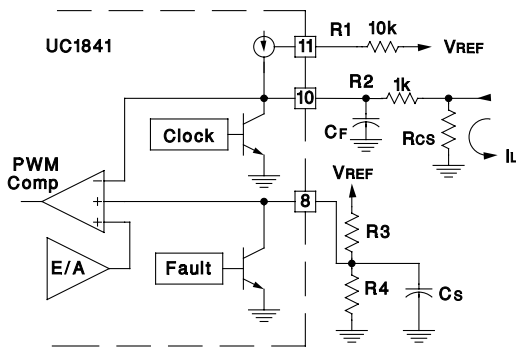 UC1841
11
R1
10k
VREF
10
R2
1k
Clock
CF
RCS
IL
PWM
Comp
8
VREF
E/A
Fault
R3
R4
CS